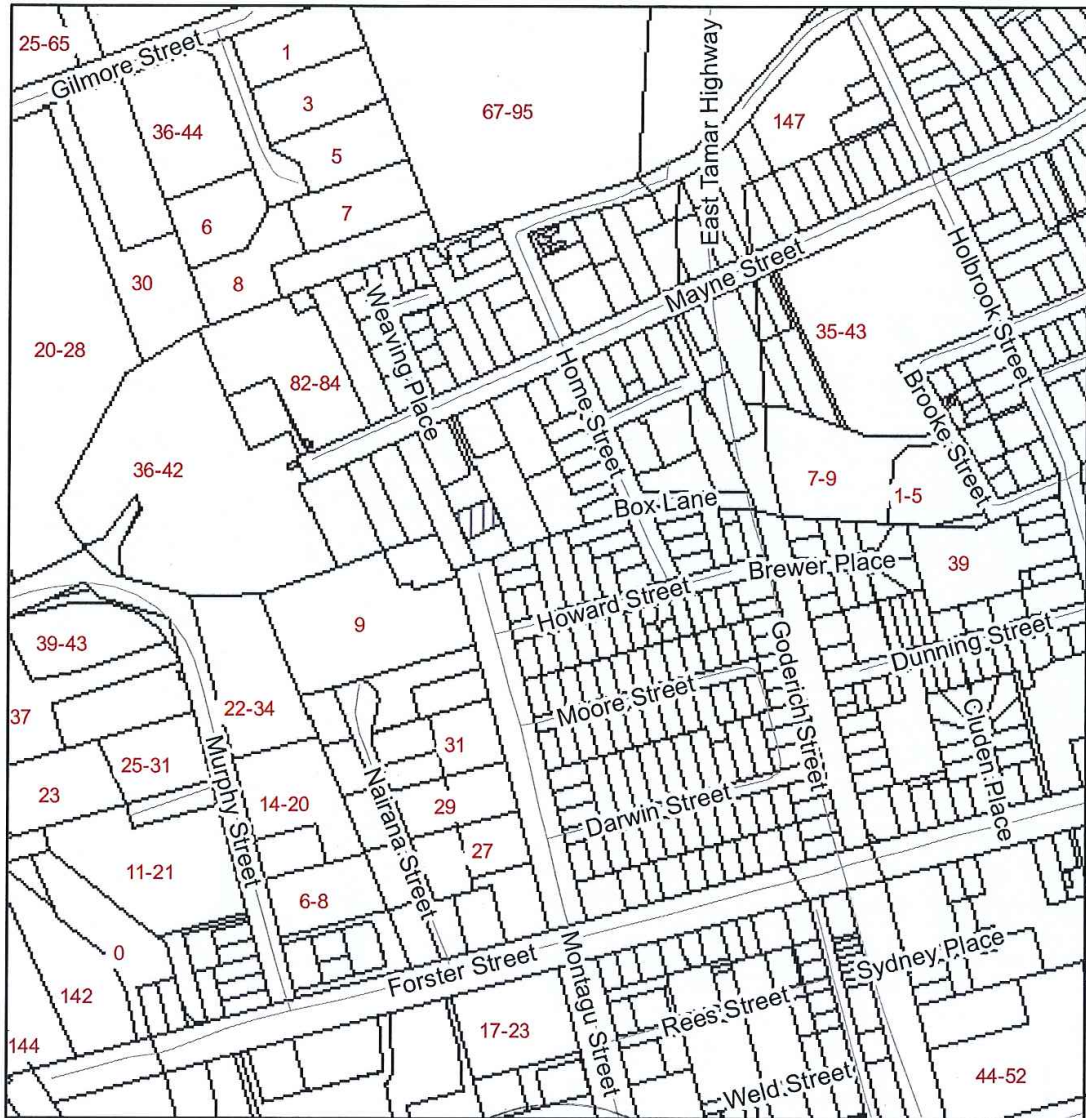 25-65
Gilmore Street
1
3
36-44
67-95
147
5
East Tamar Highway
7
6
30
8
Holbrook Street
Mayne Street
Weaving Place
20-28
35-43
82-84
Home Street
Brooke Street
36-42
7-9
1-5
Box Lane
Brewer Place
39
Howard Street
9
39-43
Goderich Street
Dunning Street
Moore Street
22-34
37
Cluden Place
31
25-31
Murphy Street
Nairana Street
23
14-20
29
Darwin Street
27
11-21
6-8
0
Forster Street
Montagu Street
Sydney Place
142
Rees Street
17-23
144
Weld Street
44-52